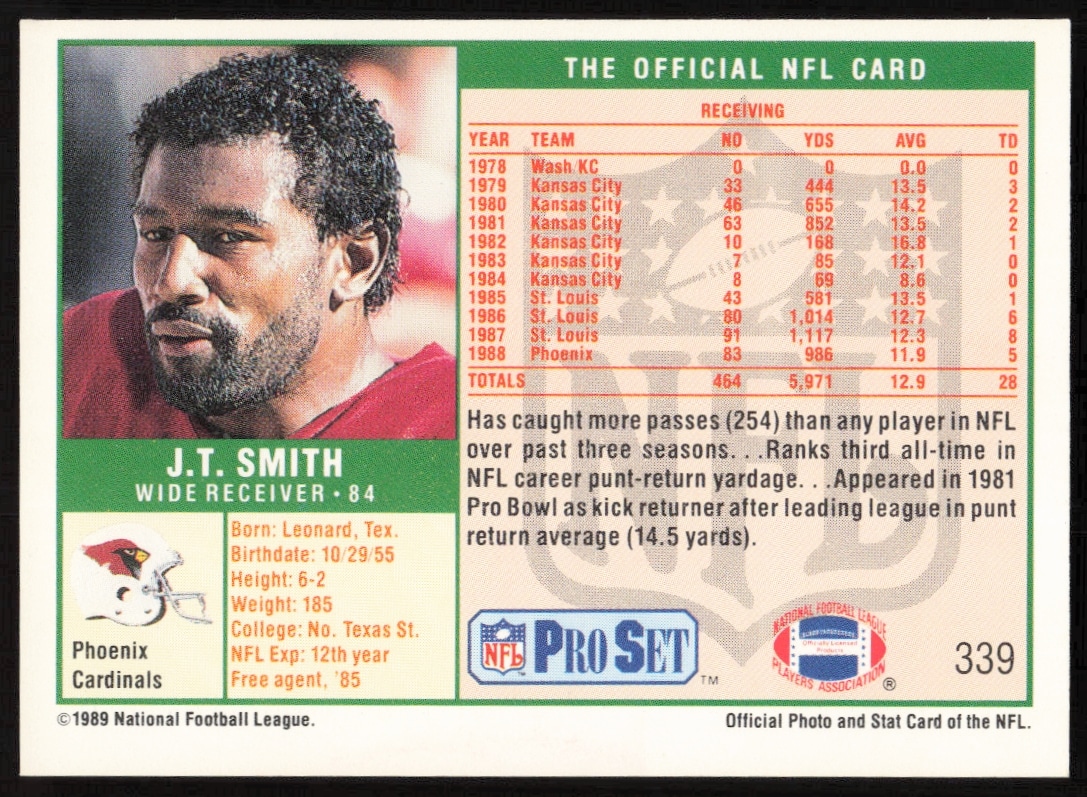 THE OFFICIAL NFL CARD
RECEIVING
YEAR TEAM NO YDS AVG TD
1978 Wash/KC 0 0 0.0 0
1979 Kansas City 33 444 13.5 3
1980 Kansas City 46 655 14.2 2
1981 Kansas City 63 852 13.5 2
1982 Kansas City 10 168 16.8 1
1983 Kansas City 7 85 12.1 0
1984 Kansas City 8 69 8.6 0
1985 St. Louis 43 581 13.5 1
1986 St. Louis 80 1,014 12.7 6
1987 St. Louis 91 1,117 12.3 8
1988 Phoenix 83 986 11.9 5
TOTALS 464 5,971 12.9 28
Has caught more passes (254) than any player in NFL
over past three seasons. . .Ranks third all-time in
NFL career punt-return yardage. . .Appeared in 1981
Pro Bowl as kick returner after leading league in punt
return average (14.5 yards).
J.T. SMITH
WIDE RECEIVER • 84
Phoenix
Cardinals
Born: Leonard, Tex.
Birthdate: 10/29/55
Height: 6-2
Weight: 185
College: No. Texas St.
NFL Exp: 12th year
Free agent, '85
NFL PRO SET TM
NATIONAL FOOTBALL LEAGUE
Officially Licensed
Products
PLAYERS ASSOCIATION ®
339
NFL
©1989 National Football League.
Official Photo and Stat Card of the NFL.